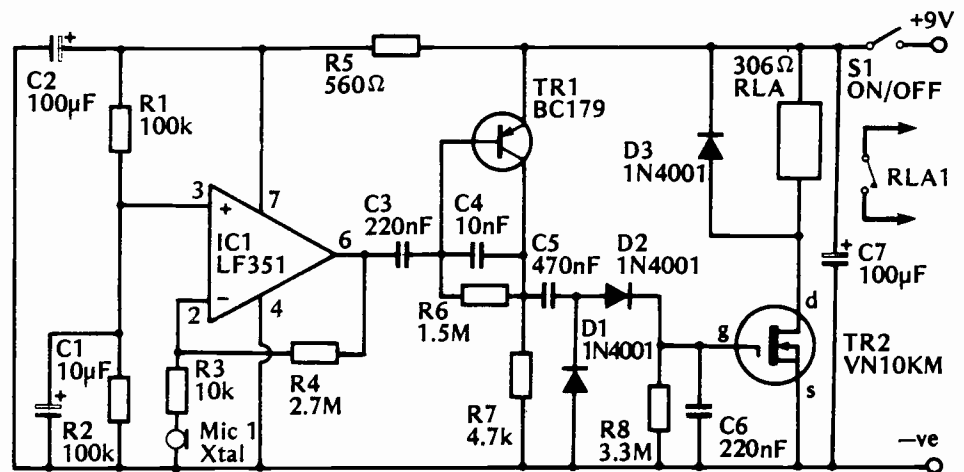 +9V
S1
ON/OFF
C2
100µF
R1
100k
R5
560Ω
TR1
BC179
306Ω
RLA
D3
1N4001
RLA1
3
7
+
IC1
LF351
6
−
2
4
C3
220nF
C4
10nF
C5
470nF
D2
1N4001
C7
100µF
+
+
R6
1.5M
D1
1N4001
g
d
s
TR2
VN10KM
C1
10µF
+
R3
10k
R4
2.7M
R2
100k
Mic 1
Xtal
R7
4.7k
R8
3.3M
C6
220nF
−ve
+